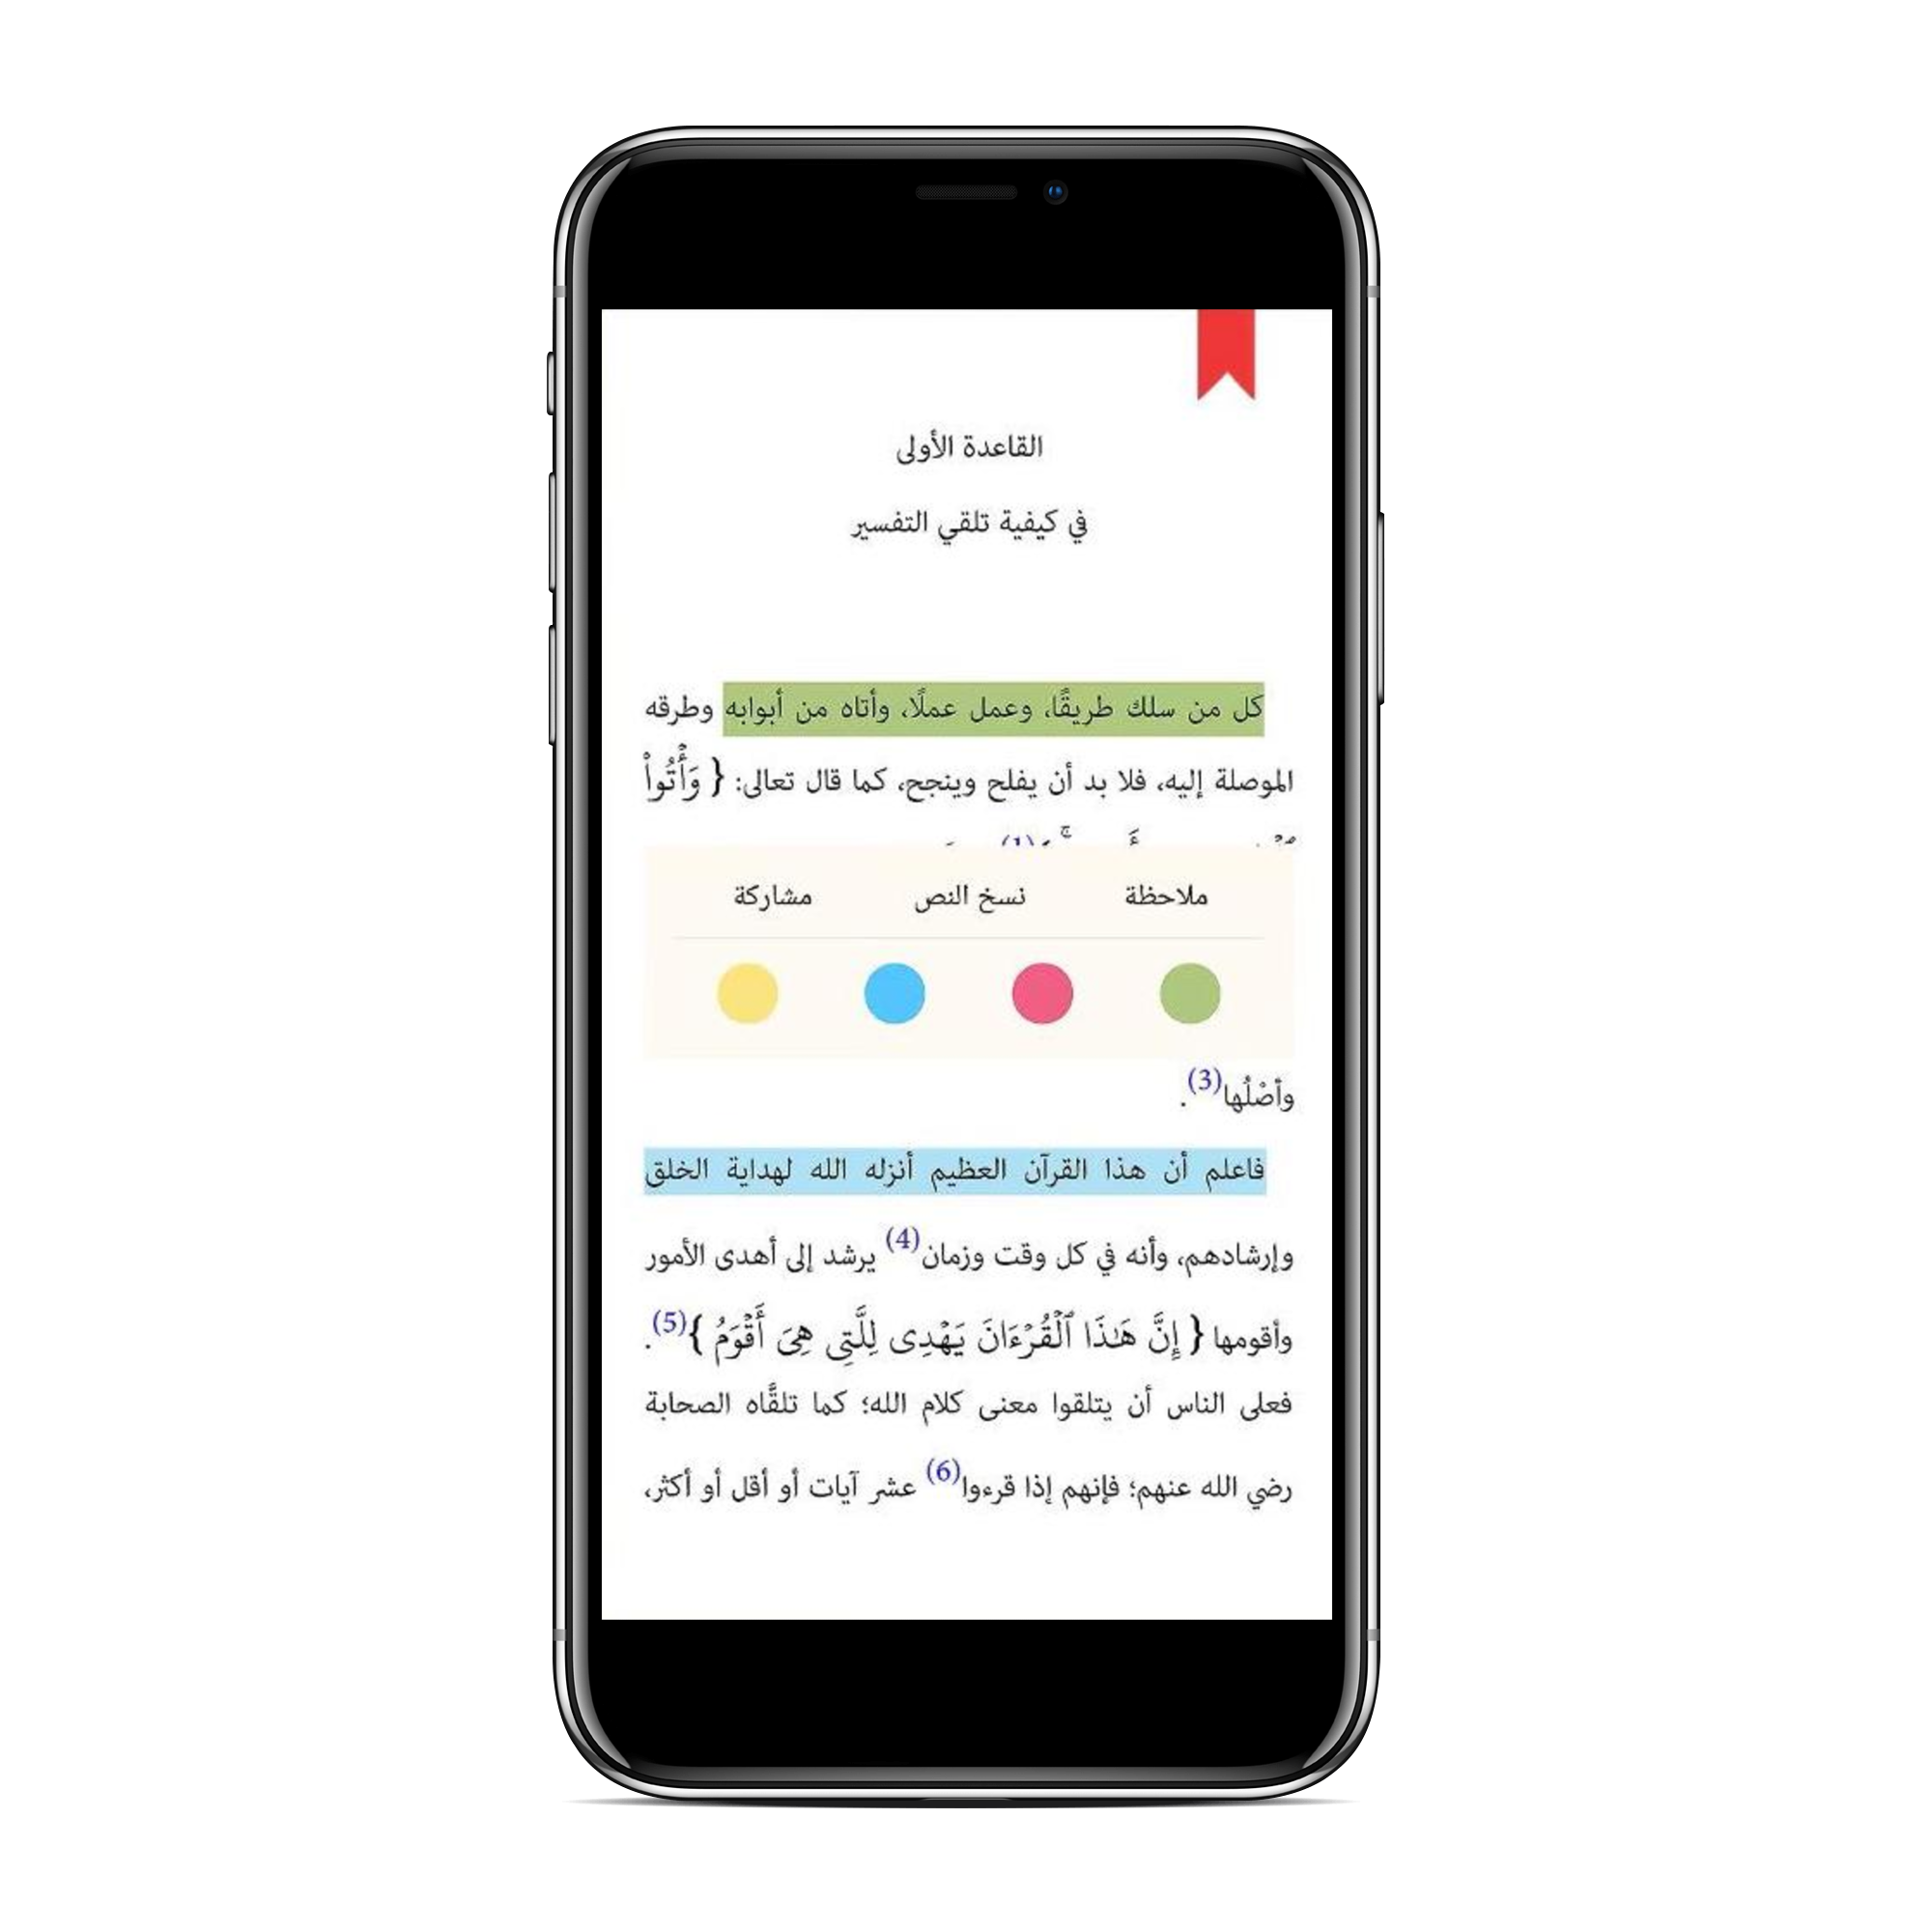 القاعدة الأولى
في كيفية تلقي التفسير
كل من سلك طريقًا، وعمل عملًا، وأتاه من أبوابه وطرقه
الموصلة إليه، فلا بد أن يفلح وينجح، كما قال تعالى: { وَأْتُواْ
(1)
ملاحظة نسخ النص مشاركة
وأصْلُها(3).
فاعلم أن هذا القرآن العظيم أنزله الله لهداية الخلق
وإرشادهم، وأنه في كل وقت وزمان(4) يرشد إلى أهدى الأمور
وأقومها { إِنَّ هَٰذَا ٱلْقُرْءَانَ يَهْدِى لِلَّتِى هِىَ أَقْوَمُ }(5).
فعلى الناس أن يتلقوا معنى كلام الله؛ كما تلقَّاه الصحابة
رضي الله عنهم؛ فإنهم إذا قرءوا(6) عشر آيات أو أقل أو أكثر،